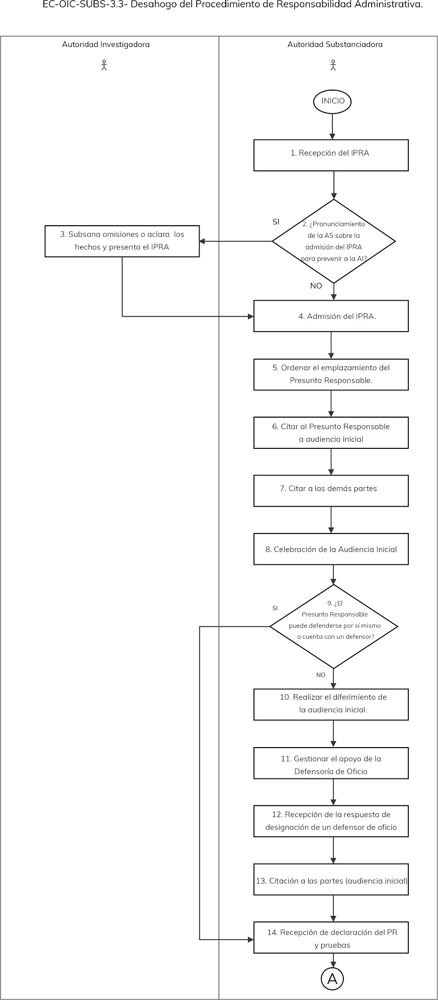 EC-OIC-SUBS-3.3- Desahogo del Procedimiento de Responsabilidad Administrativa.
Autoridad Investigadora
Autoridad Substanciadora
INICIO
1. Recepción del IPRA
SI
2. ¿Pronunciamiento
de la AS sobre la
admisión del IPRA
para prevenir a la AI?
3. Subsana omisiones o aclara los
hechos y presenta el IPRA
NO
4. Admisión del IPRA.
5. Ordenar el emplazamiento del
Presunto Responsable.
6. Citar al Presunto Responsable
a audiencia inicial
7. Citar a las demás partes
8. Celebración de la Audiencia Inicial
SI
9. ¿El
Presunto Responsable
puede defenderse por sí mismo
o cuenta con un defensor?
NO
10. Realizar el diferimiento de
la audiencia inicial.
11. Gestionar el apoyo de la
Defensoría de Oficio
12. Recepción de la respuesta de
designación de un defensor de oficio
13. Citación a las partes (audiencia inicial)
14. Recepción de declaración del PR
y pruebas
A